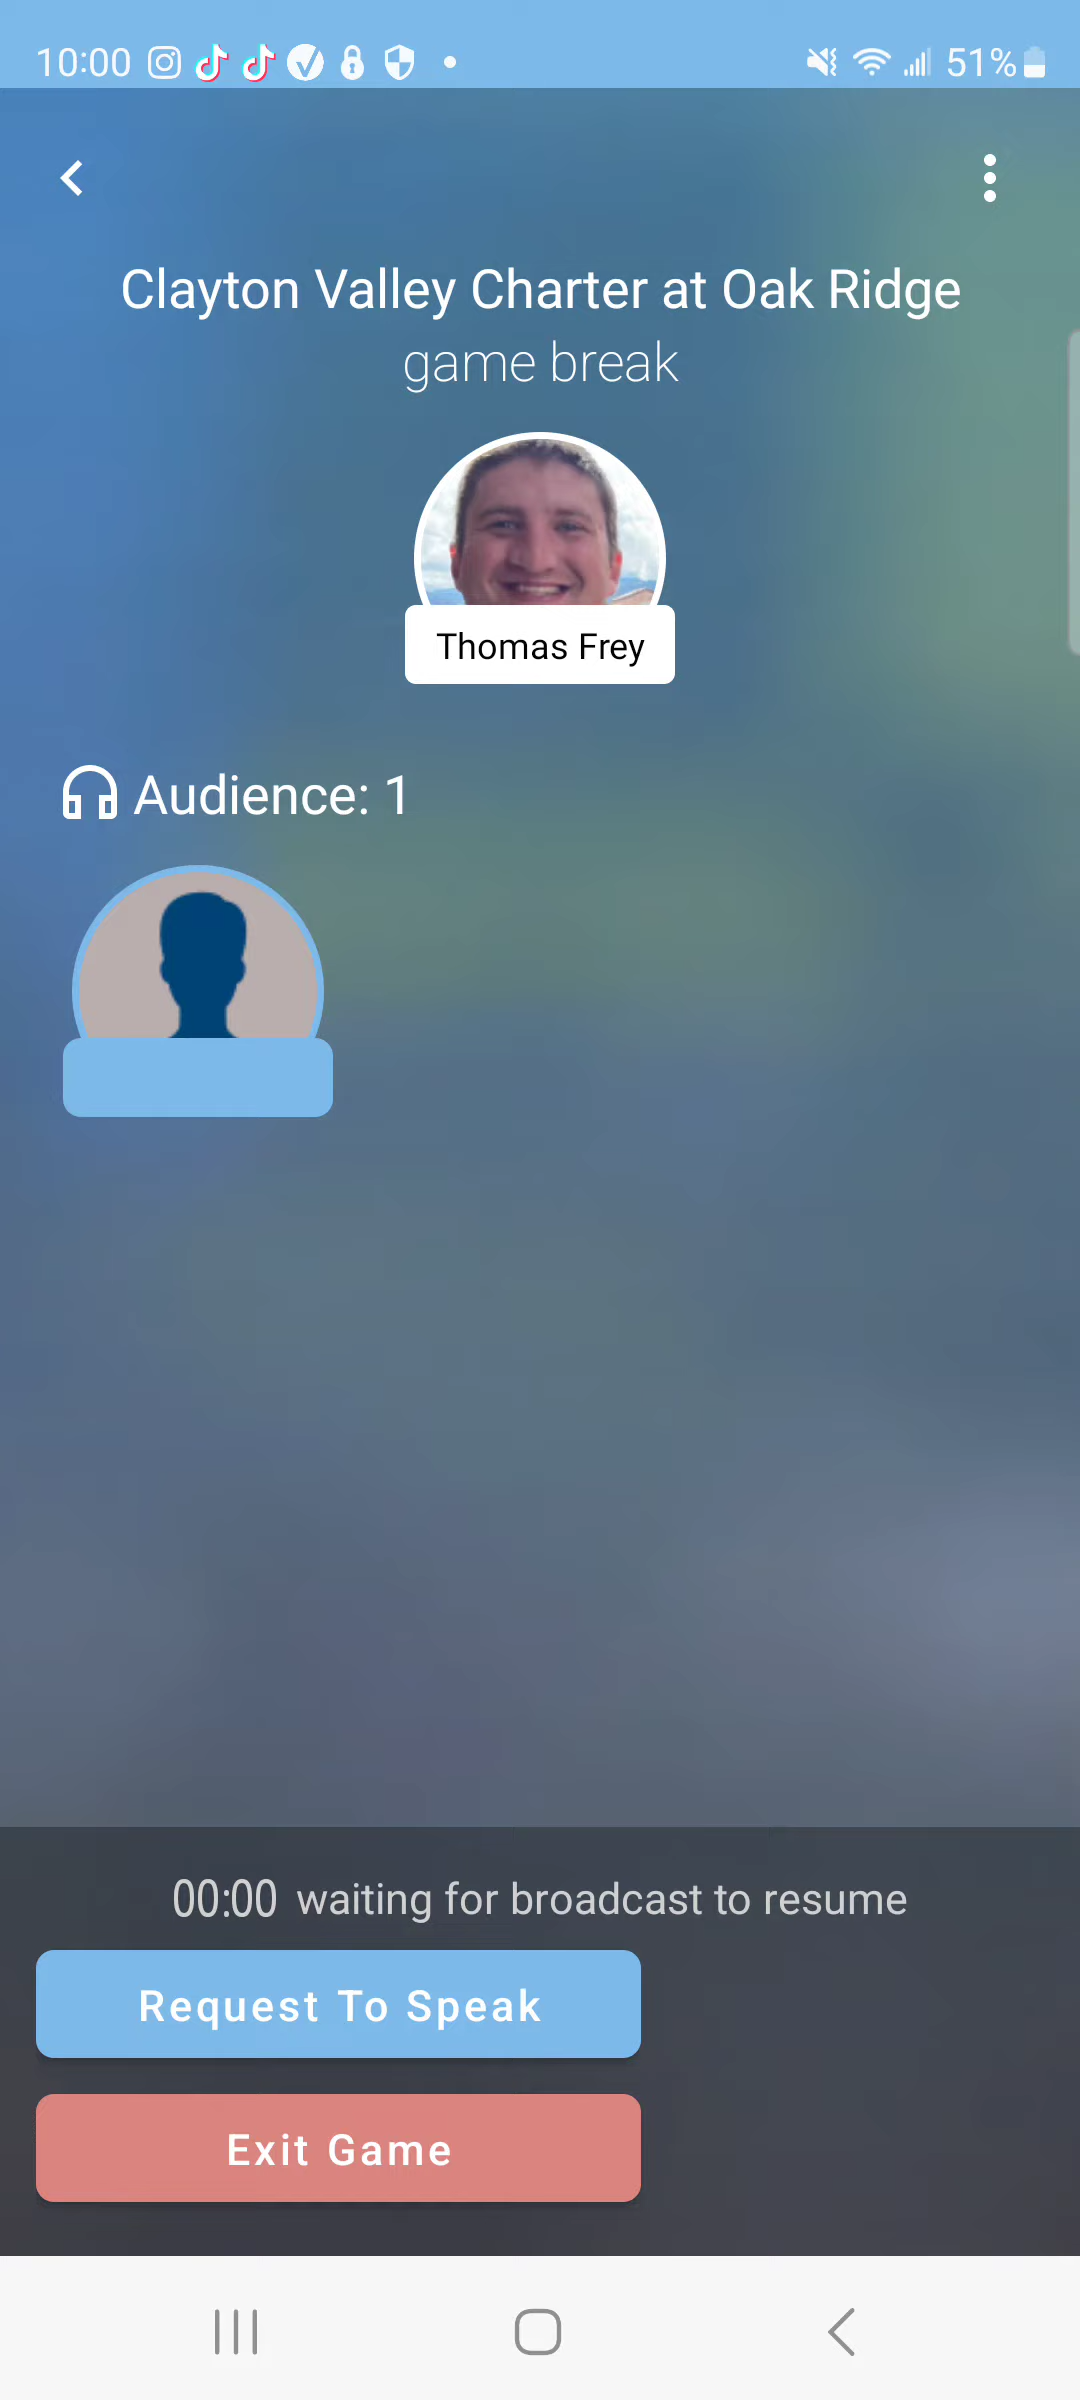 10:00 51%
Clayton Valley Charter at Oak Ridge
game break
Thomas Frey
Audience: 1
00:00 waiting for broadcast to resume
Request To Speak
Exit Game